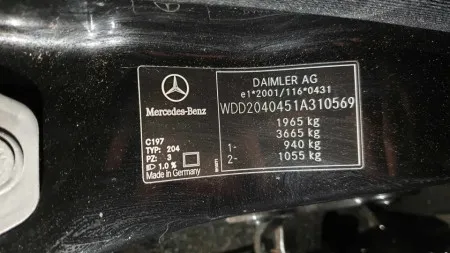 Mercedes-Benz
C197
TYP: 204
PZ: 3
1.0 %
Made in Germany
DAIMLER AG
e1*2001/116*0431
WDD2040451A310569
1965 kg
3665 kg
1- 940 kg
2- 1055 kg